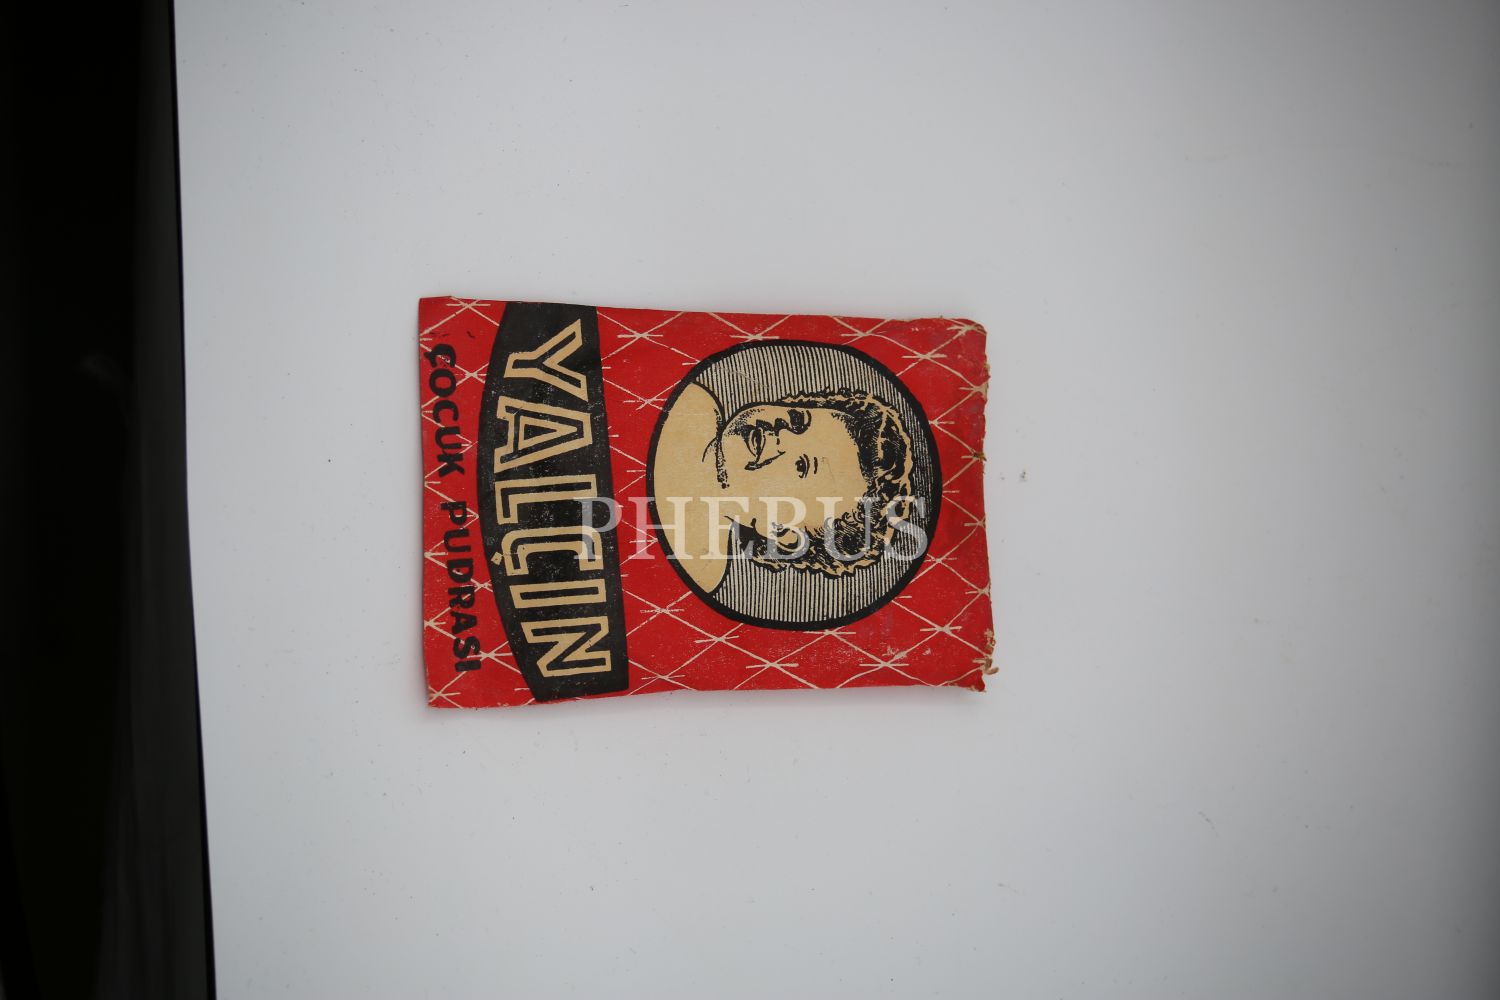 YALÇIN
ÇOCUK PUDRASI
PHEBUS